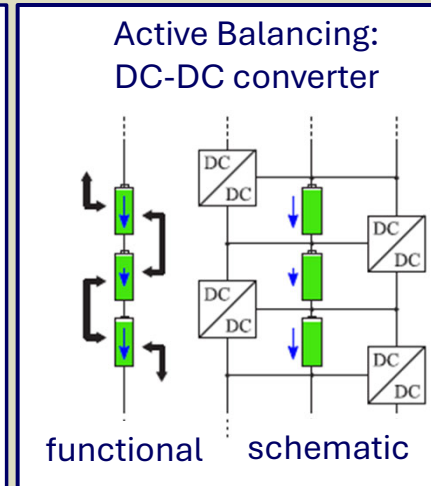 Active Balancing:
DC-DC converter
DC
DC
DC
DC
DC
DC
DC
DC
functional schematic